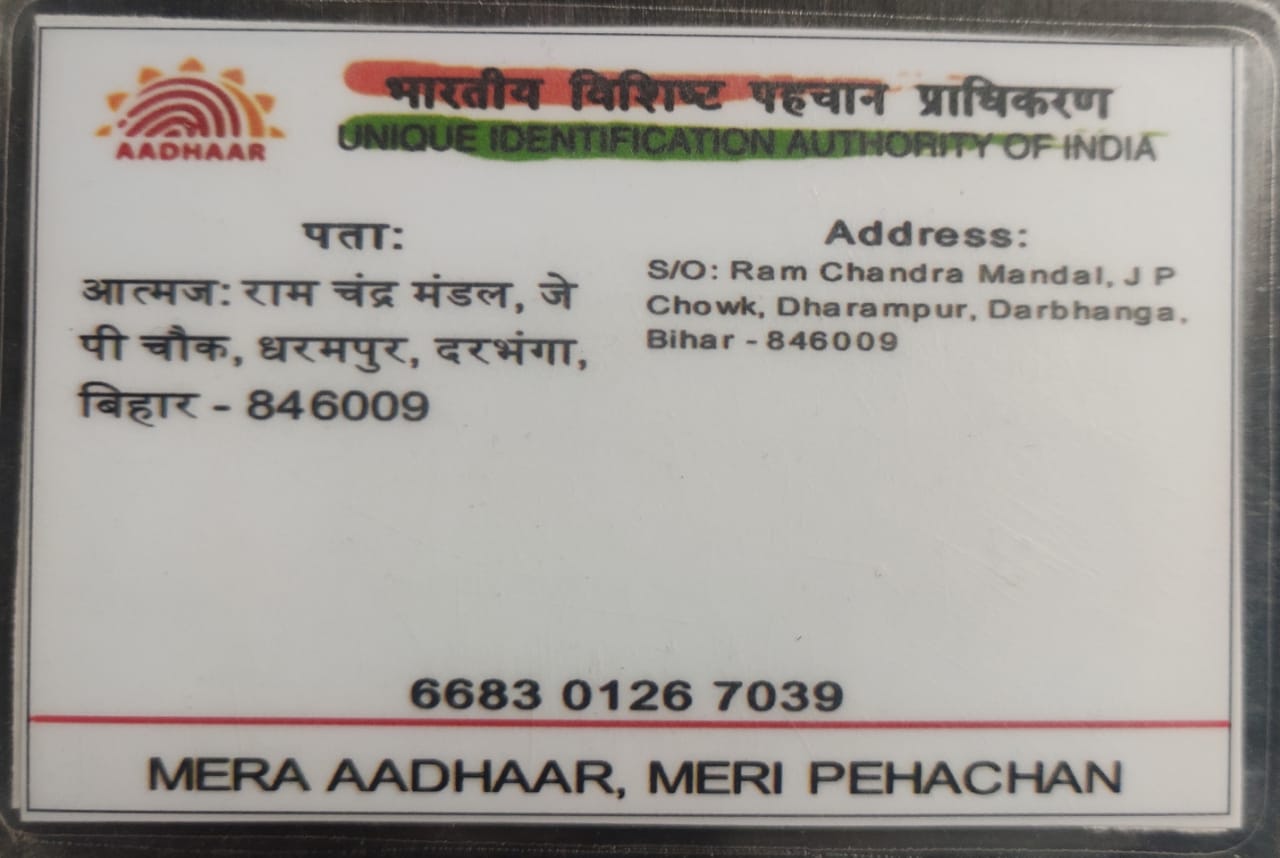 AADHAAR
भारतीय विशिष्ट पहचान प्राधिकरण
UNIQUE IDENTIFICATION AUTHORITY OF INDIA
पता:
आत्मज: राम चंद्र मंडल, जे
पी चौक, धरमपुर, दरभंगा,
बिहार - 846009
Address:
S/O: Ram Chandra Mandal, J P
Chowk, Dharampur, Darbhanga,
Bihar - 846009
6683 0126 7039
MERA AADHAAR, MERI PEHACHAN